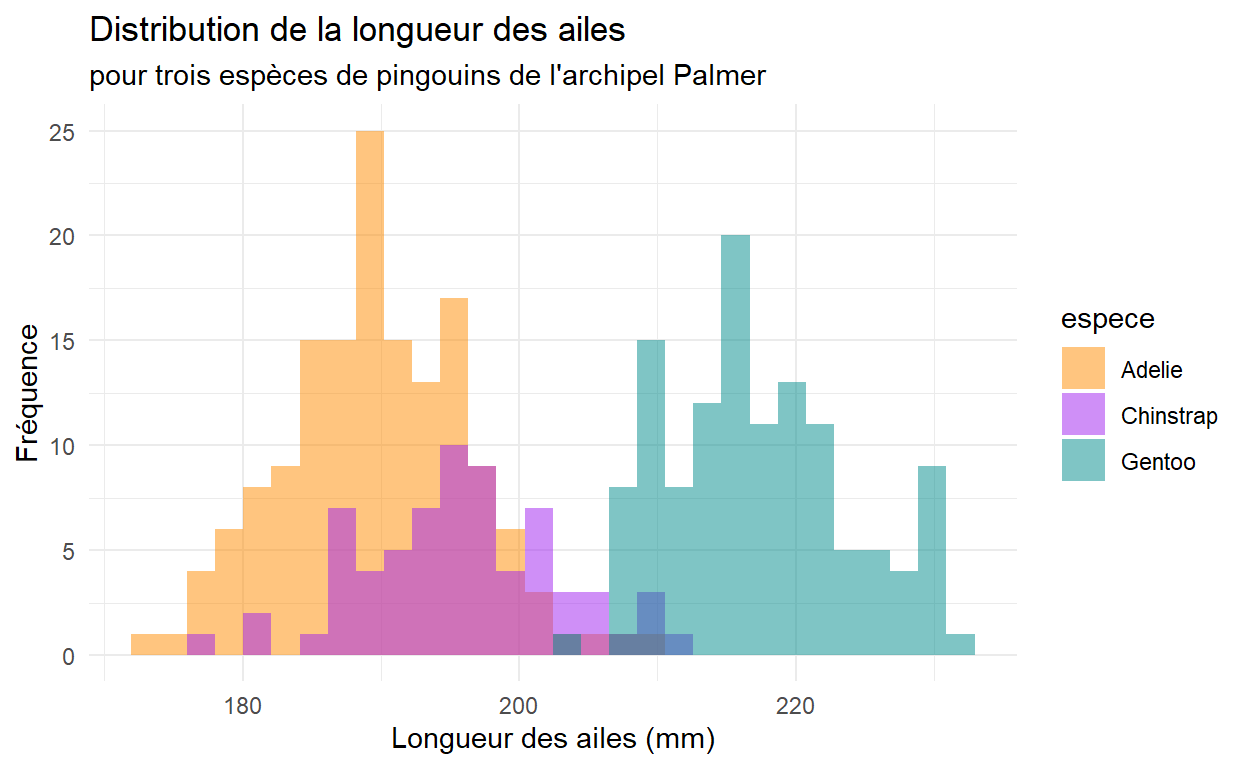 Distribution de la longueur des ailes
pour trois espèces de pingouins de l'archipel Palmer
25
20
15
10
5
0
Fréquence
180 200 220
Longueur des ailes (mm)
espece
Adelie
Chinstrap
Gentoo